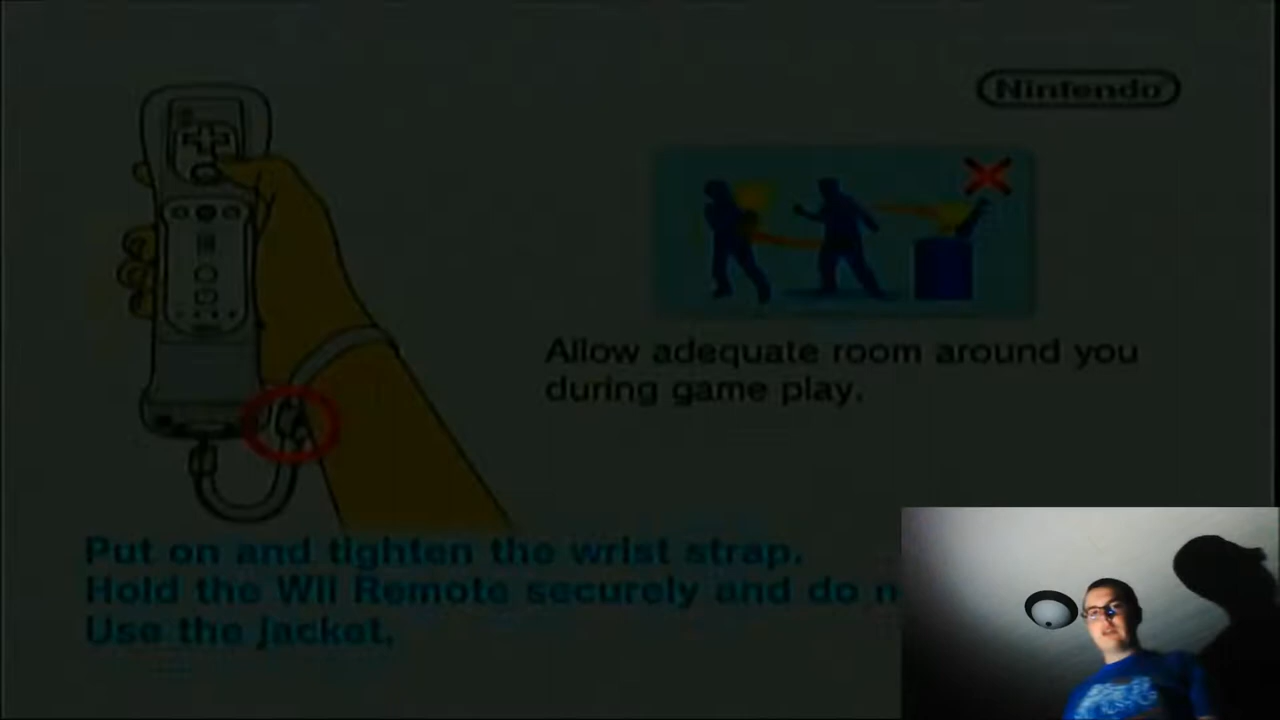 Nintendo
Allow adequate room around you
during game play.
Put on and tighten the wrist strap.
Hold the Wii Remote securely and do n
Use the jacket.